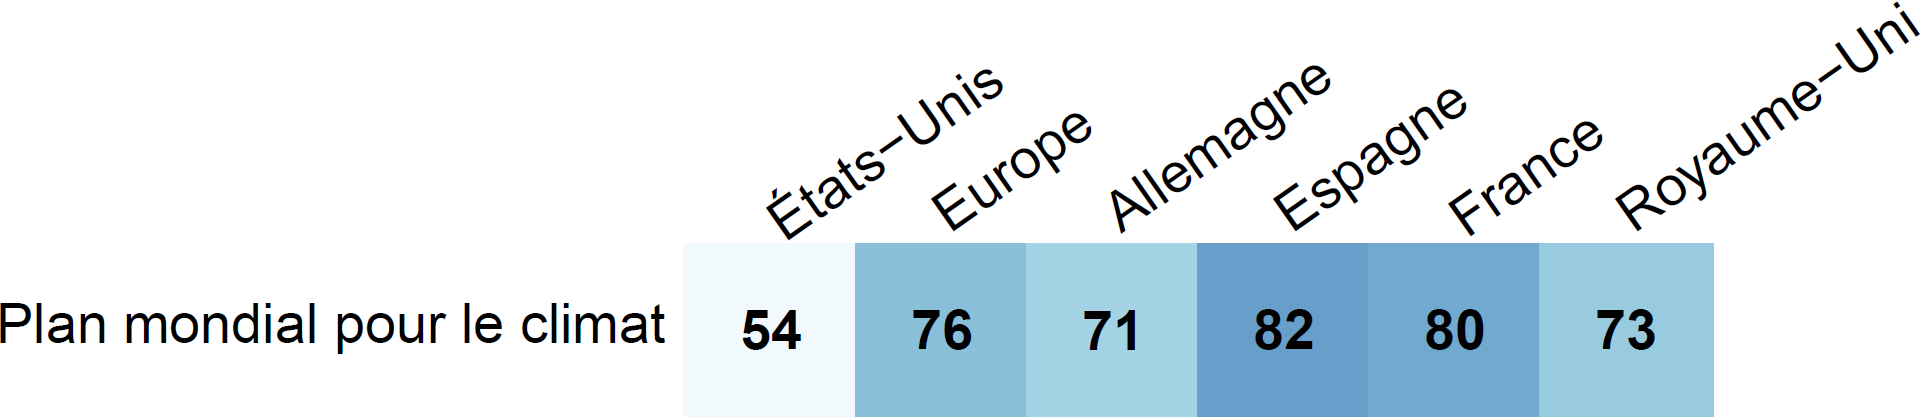 États−Unis
Europe
Allemagne
Espagne
France
Royaume−Uni
Plan mondial pour le climat 54 76 71 82 80 73